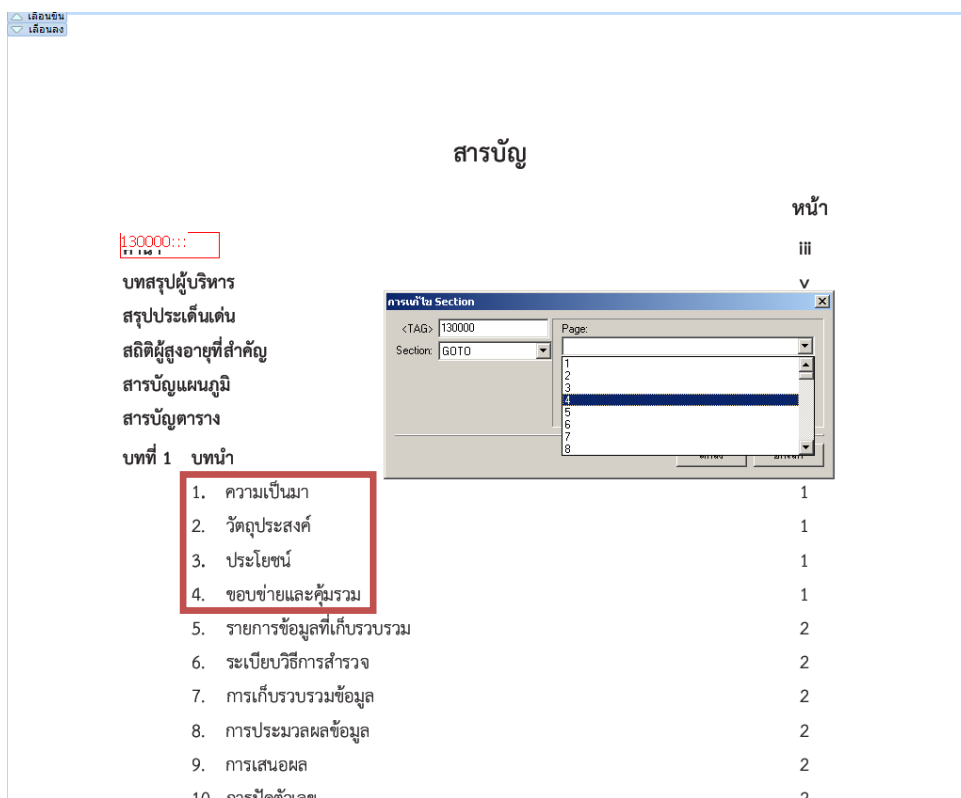 เลื่อนขึ้น
เลื่อนลง
สารบัญ
หน้า
130000:::
iii
บทสรุปผู้บริหาร
v
สรุปประเด็นเด่น
สถิติผู้สูงอายุที่สำคัญ
สารบัญแผนภูมิ
สารบัญตาราง
การแก้ไข Section
<TAG> 130000
Page:
Section: GOTO
1
2
3
4
5
6
7
8
บทที่ 1 บทนำ
1. ความเป็นมา 1
2. วัตถุประสงค์ 1
3. ประโยชน์ 1
4. ขอบข่ายและคุ้มรวม 1
5. รายการข้อมูลที่เก็บรวบรวม 2
6. ระเบียบวิธีการสำรวจ 2
7. การเก็บรวบรวมข้อมูล 2
8. การประมวลผลข้อมูล 2
9. การเสนอผล 2
10. การปัดตัวเลข 2